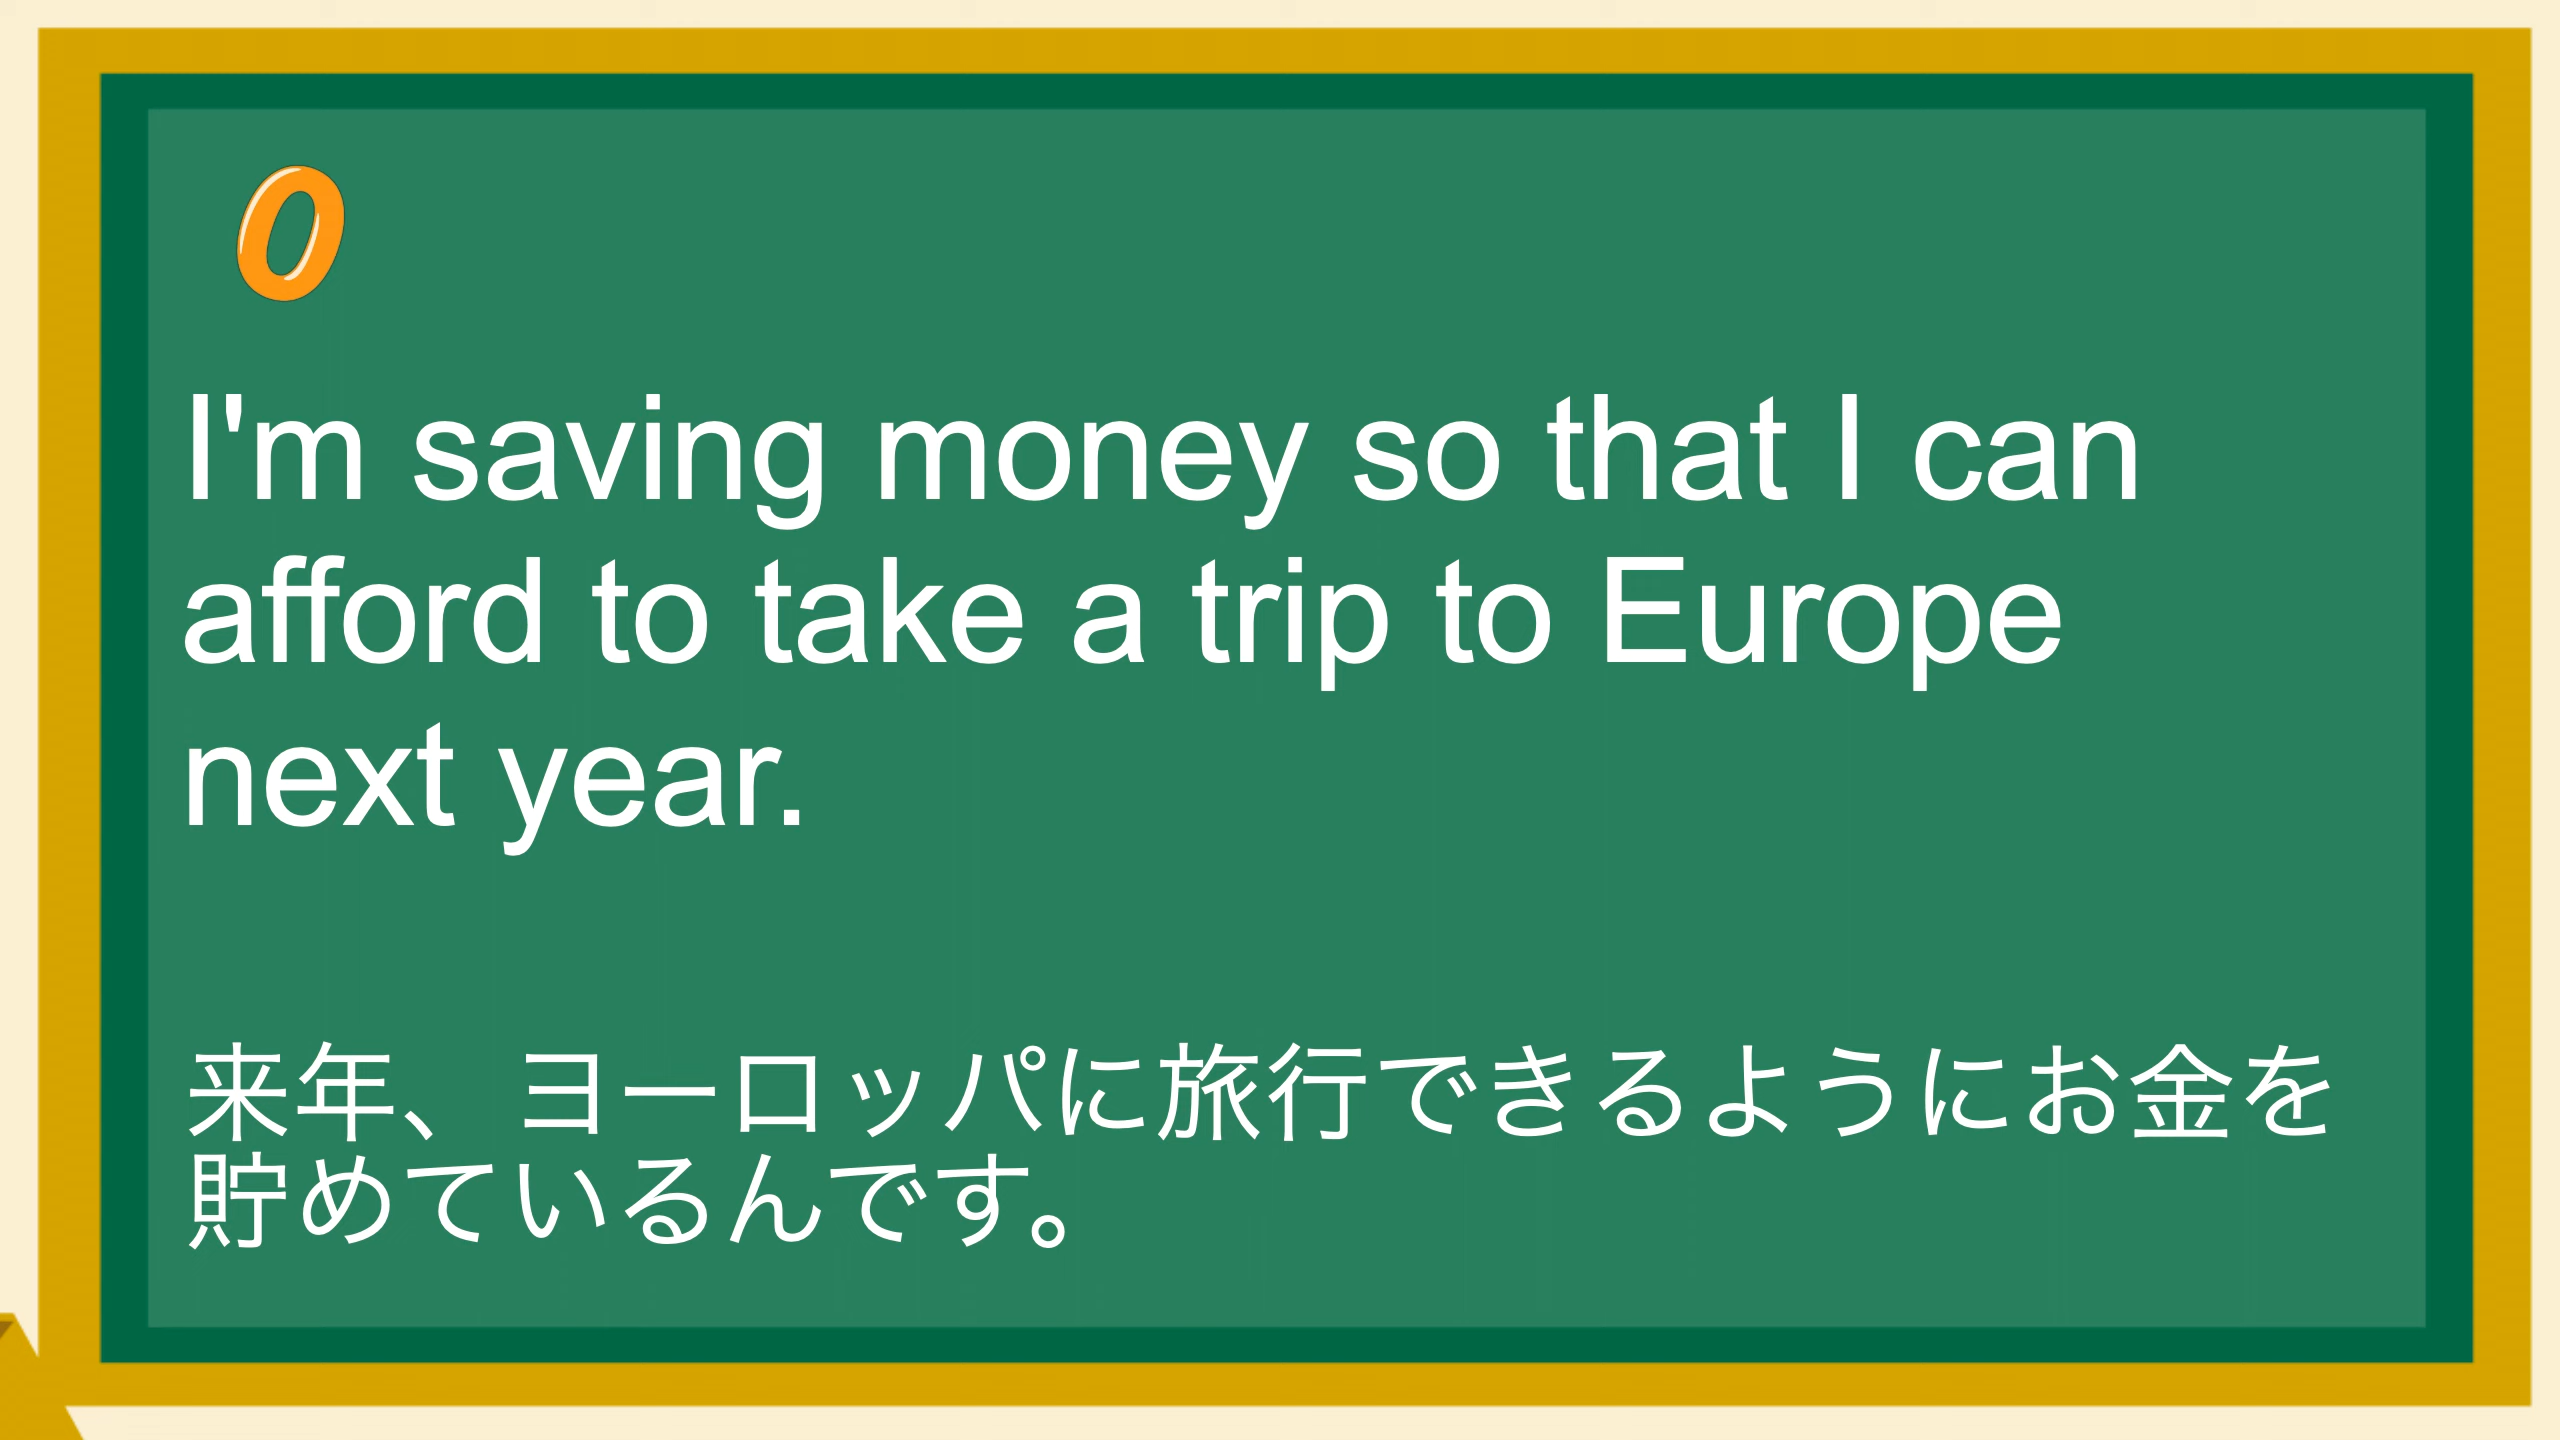 0
I'm saving money so that I can
afford to take a trip to Europe
next year.
来年、ヨーロッパに旅行できるようにお金を
貯めているんです。